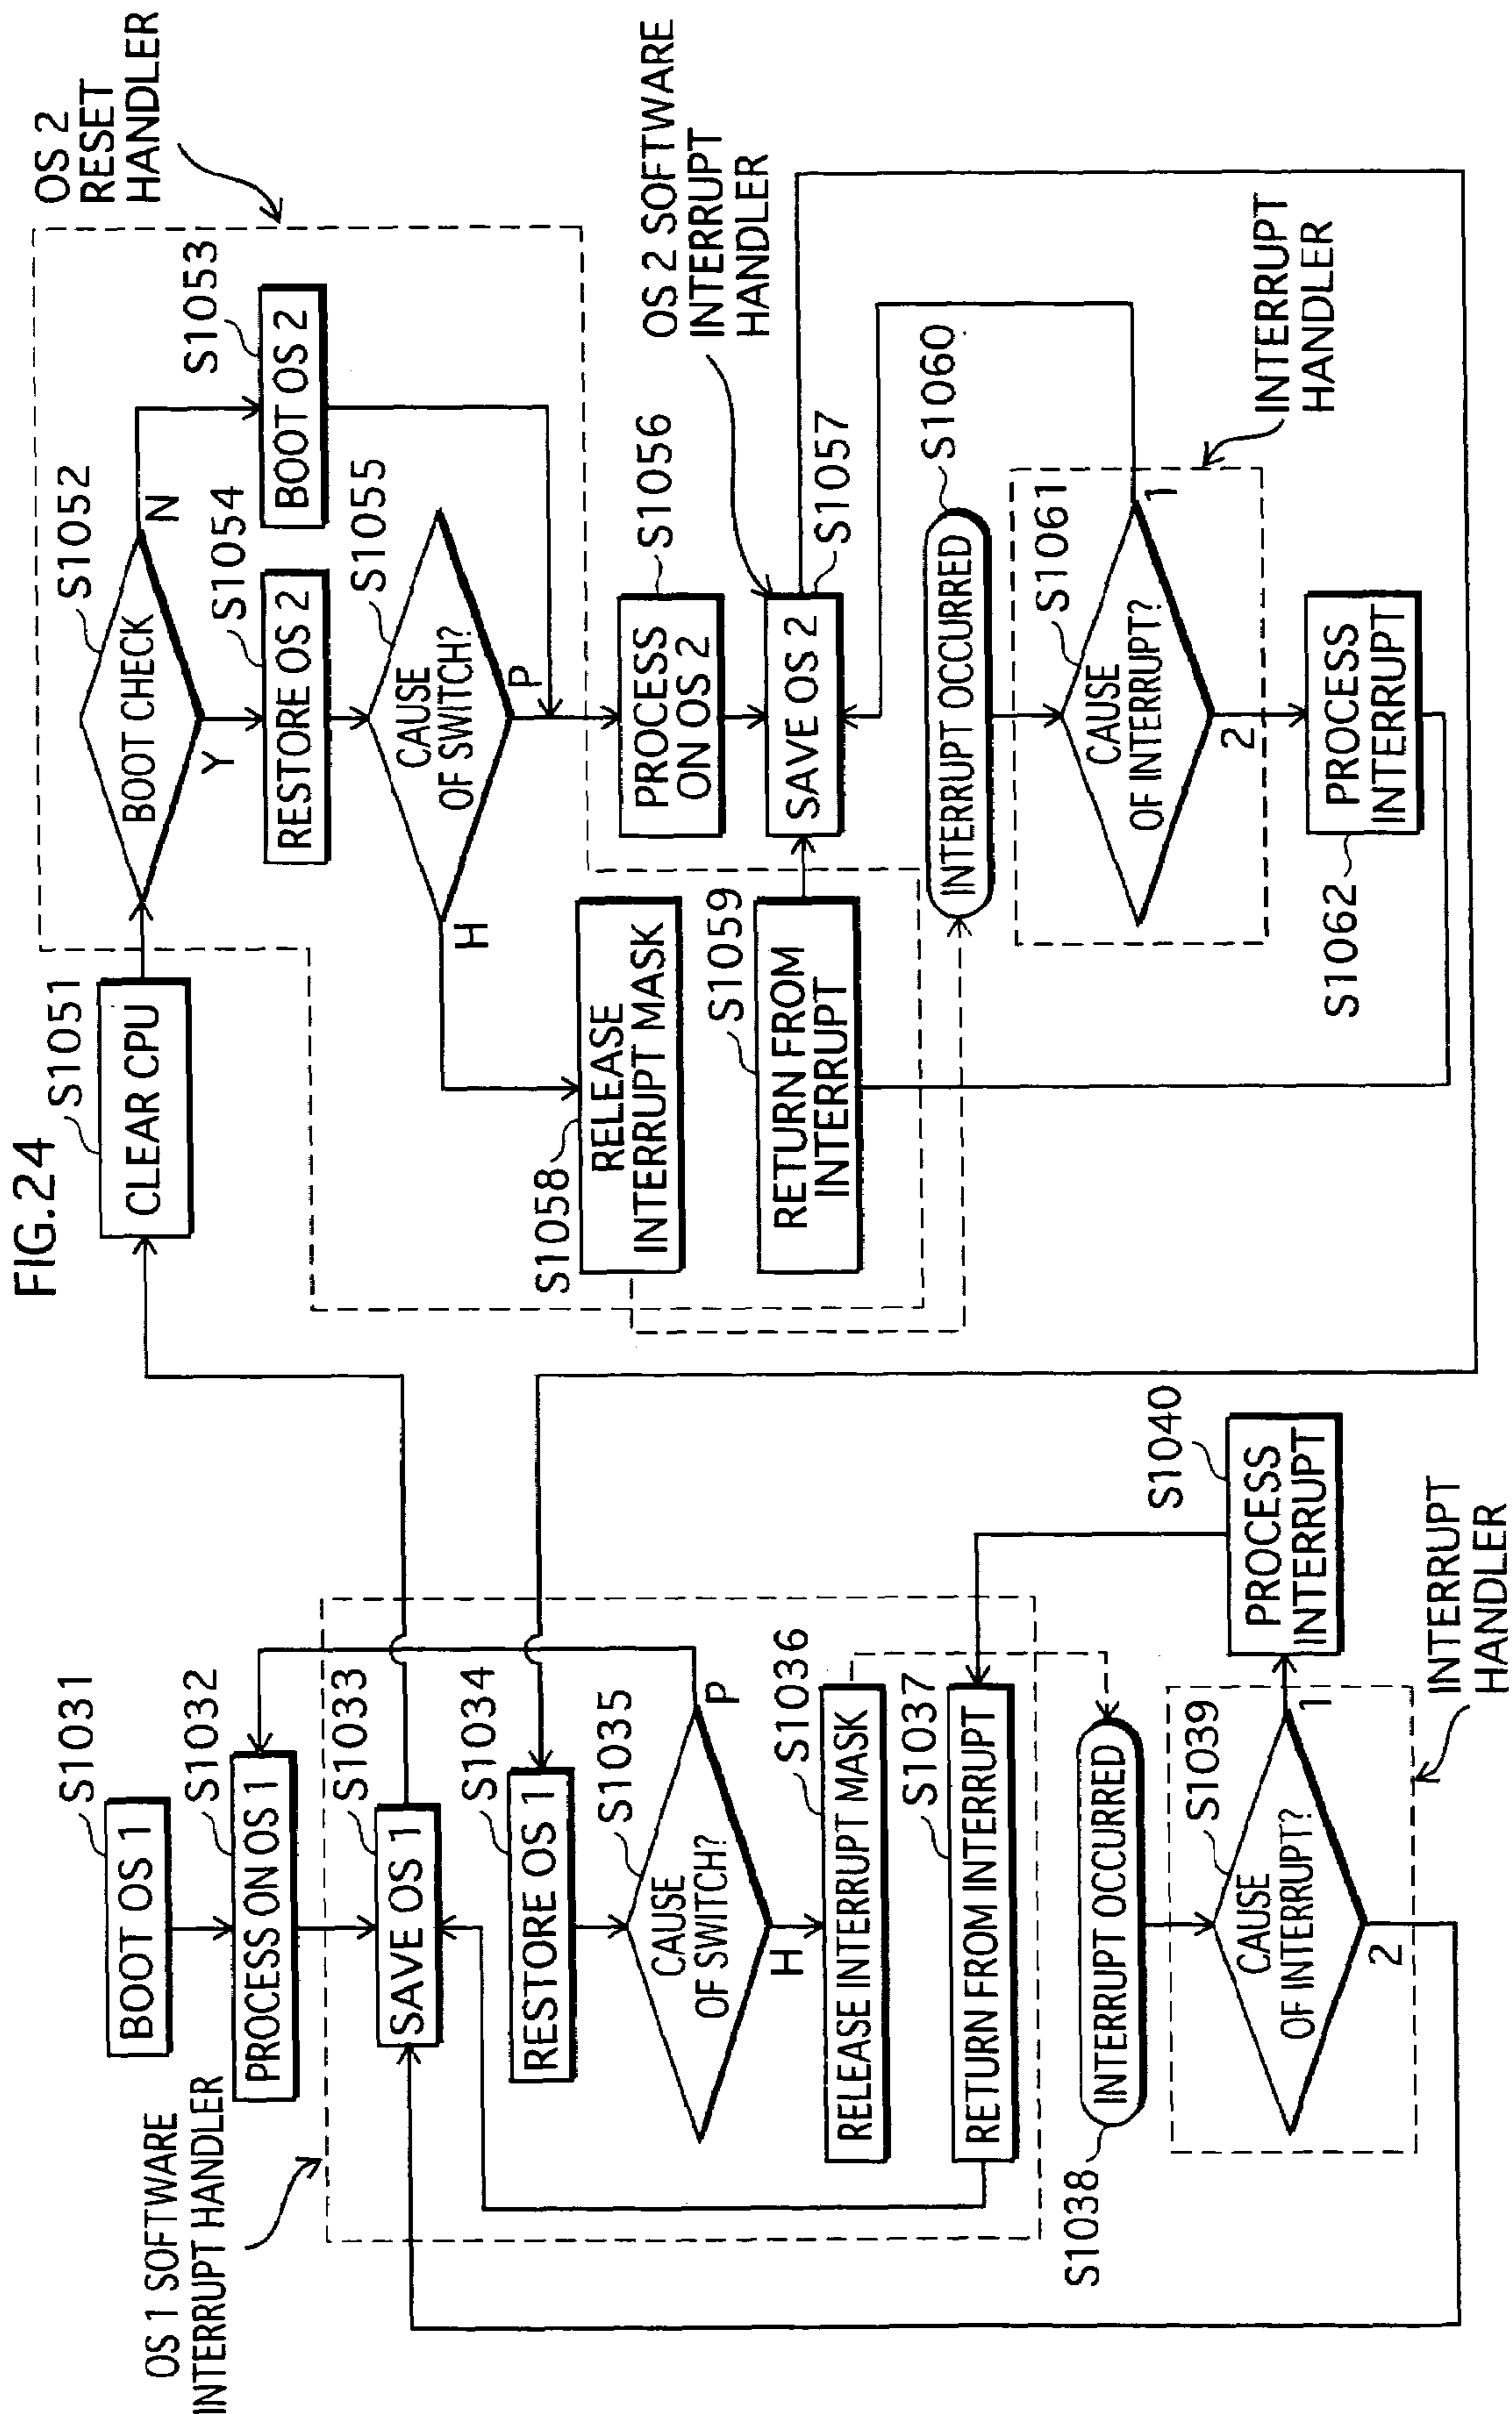 FIG.24
OS 1 SOFTWARE
INTERRUPT HANDLER
BOOT OS 1
S1031
PROCESS ON OS 1
S1032
SAVE OS 1
S1033
RESTORE OS 1
S1034
CAUSE
OF SWITCH?
S1035
P
H
RELEASE INTERRUPT MASK
S1036
RETURN FROM INTERRUPT
S1037
INTERRUPT OCCURRED
S1038
CAUSE
OF INTERRUPT?
S1039
1
2
PROCESS
INTERRUPT
S1040
INTERRUPT
HANDLER
CLEAR CPU
S1051
BOOT CHECK
S1052
N
Y
BOOT OS 2
S1053
OS 2
RESET
HANDLER
RESTORE OS 2
S1054
CAUSE
OF SWITCH?
S1055
H
P
PROCESS
ON OS 2
S1056
RELEASE
INTERRUPT MASK
S1058
SAVE OS 2
S1057
OS 2 SOFTWARE
INTERRUPT
HANDLER
RETURN FROM
INTERRUPT
S1059
INTERRUPT OCCURRED
S1060
CAUSE
OF INTERRUPT?
S1061
1
2
INTERRUPT
HANDLER
PROCESS
INTERRUPT
S1062